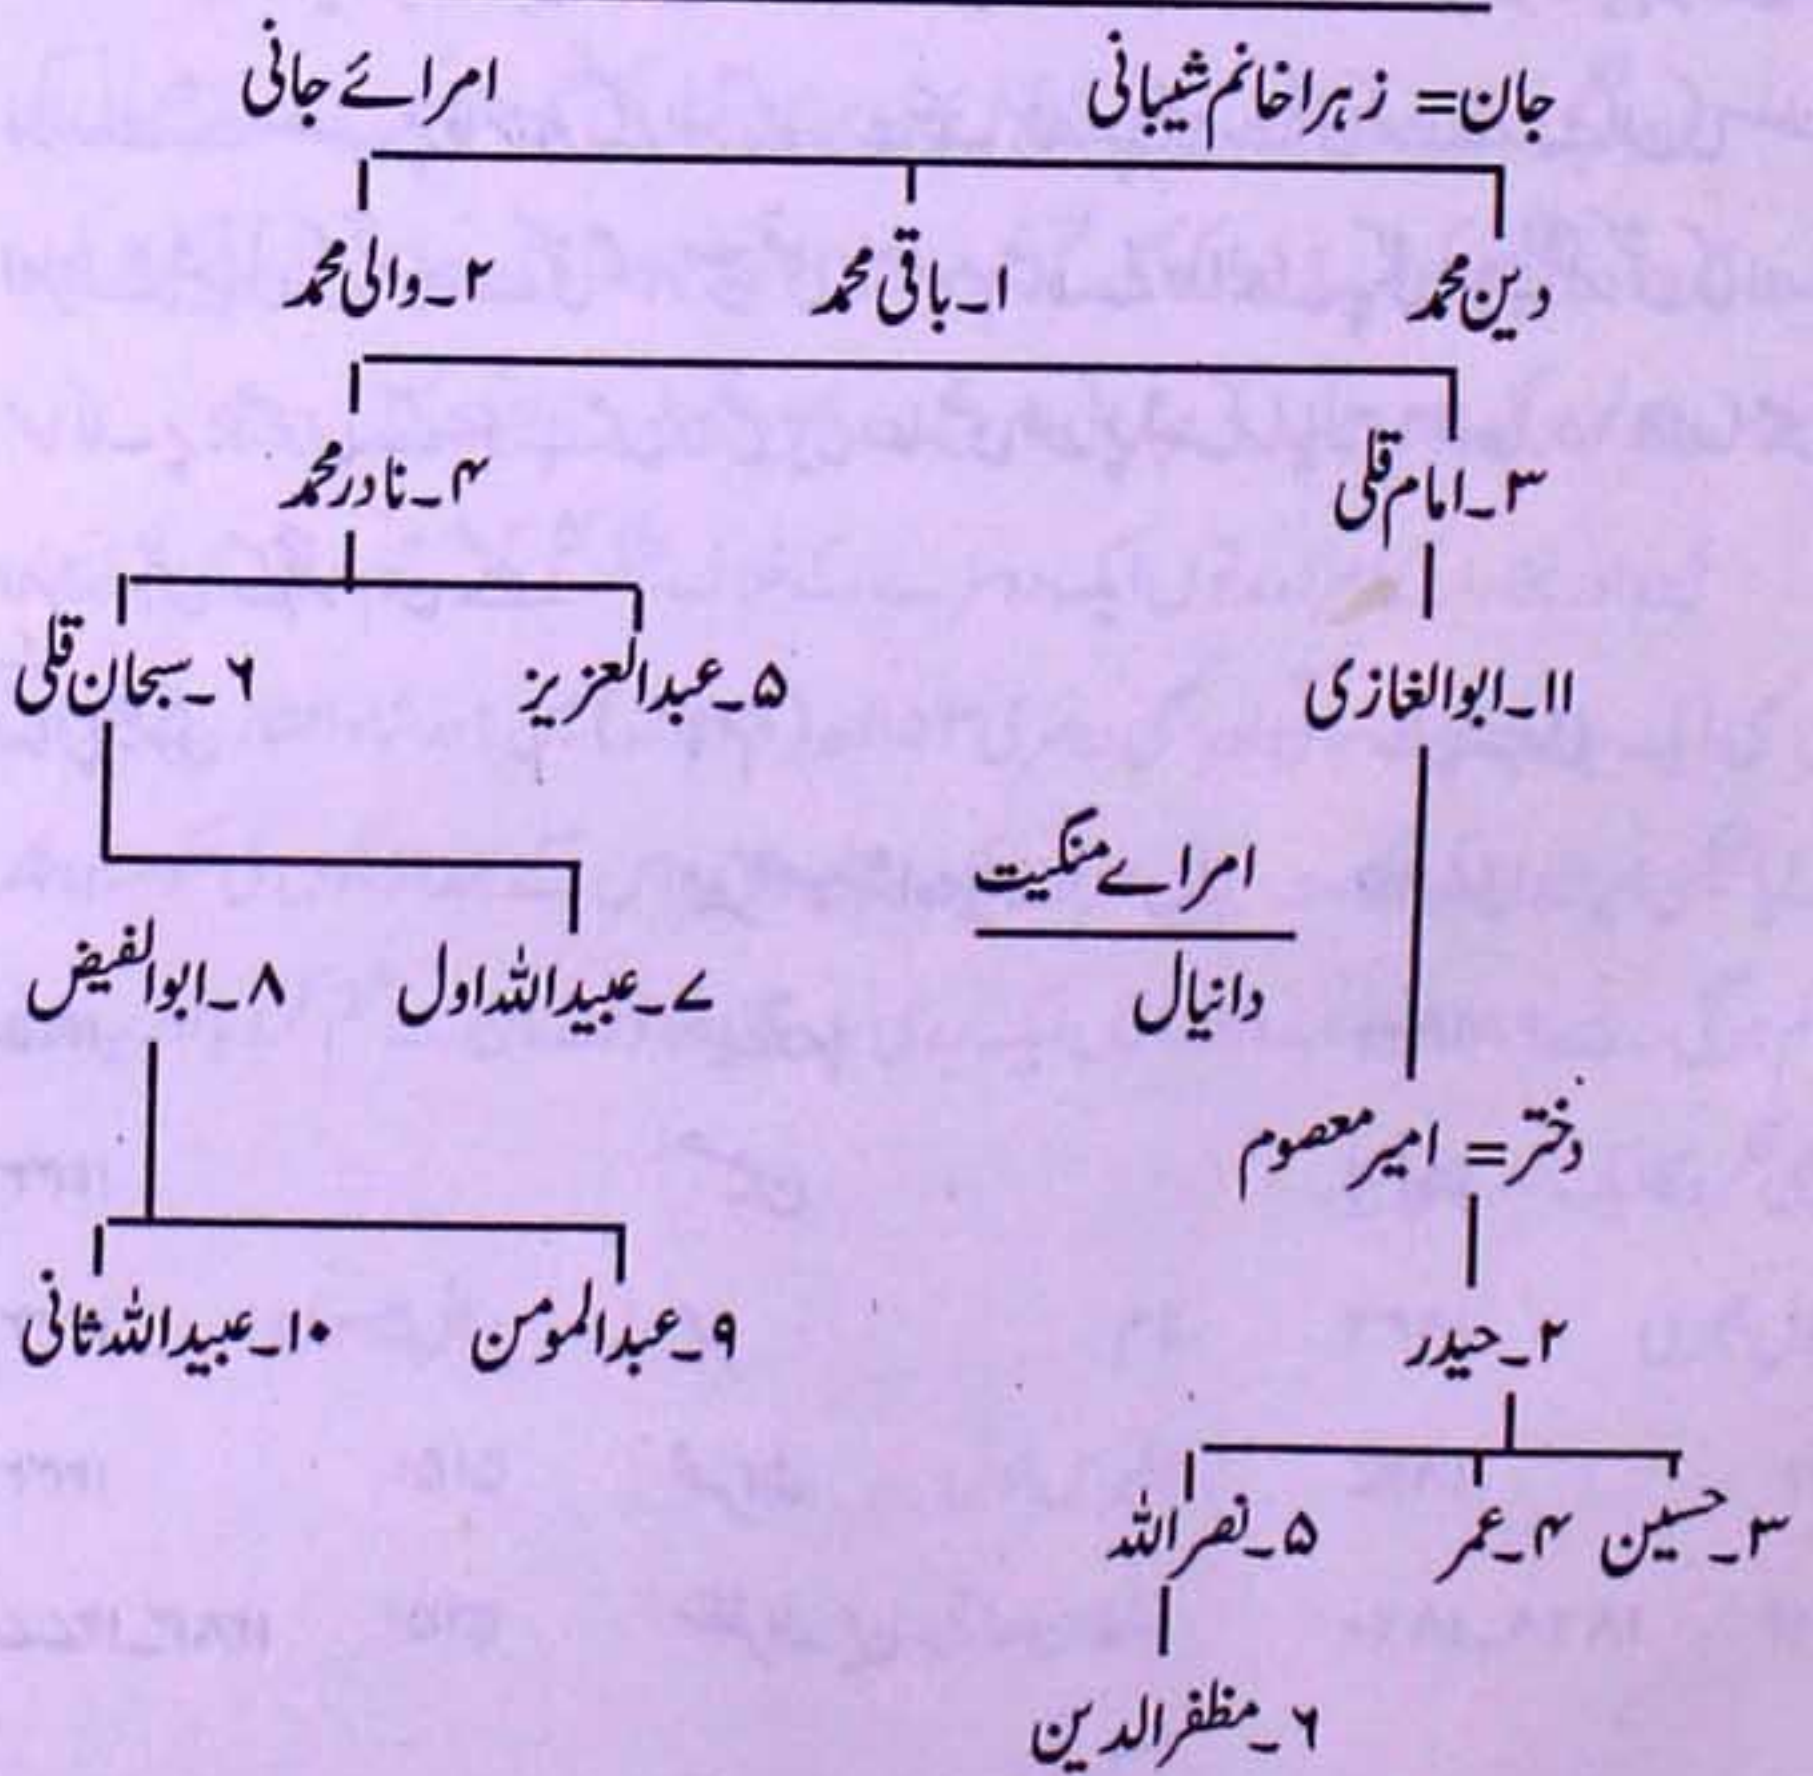 جان= زہرا خانم شیبانی امرائے جانی
دین محمد ۱۔باقی محمد ۲۔والی محمد
۳۔امام قلی ۴۔نادر محمد
۱۱۔ابوالغازی ۵۔عبدالعزیز ۶۔سبحان قلی
امرائے منگیت
دانیال ۷۔عبیداللہ اول ۸۔ابوالفیض
دختر = امیر معصوم
۲۔حیدر ۹۔عبدالمومن ۱۰۔عبیداللہ ثانی
۳۔حسین ۴۔عمر ۵۔نصراللہ
۶۔مظفرالدین